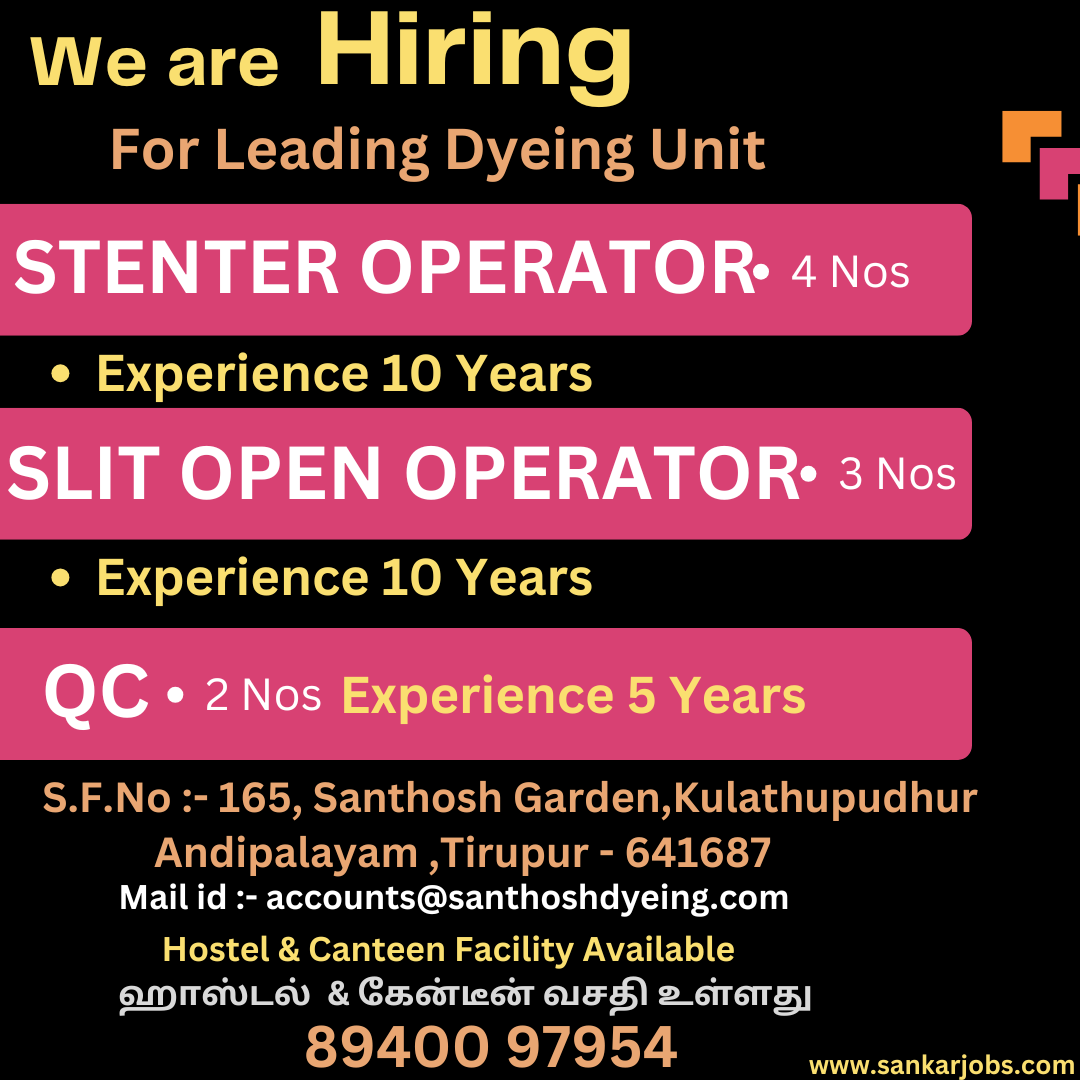 We are Hiring
For Leading Dyeing Unit
STENTER OPERATOR • 4 Nos
• Experience 10 Years
SLIT OPEN OPERATOR • 3 Nos
• Experience 10 Years
QC • 2 Nos Experience 5 Years
S.F.No :- 165, Santhosh Garden,Kulathupudhur
Andipalayam ,Tirupur - 641687
Mail id :- accounts@santhoshdyeing.com
Hostel & Canteen Facility Available
ஹாஸ்டல் & கேன்டீன் வசதி உள்ளது
89400 97954
www.sankarjobs.com